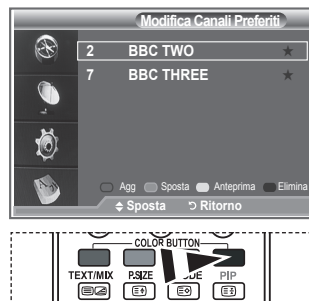 Modifica Canali Preferiti
2 BBC TWO ★
7 BBC THREE ★
Agg Sposta Anteprima Elimina
Sposta Ritorno
COLOR BUTTON
TEXT/MIX P.SIZE PIP